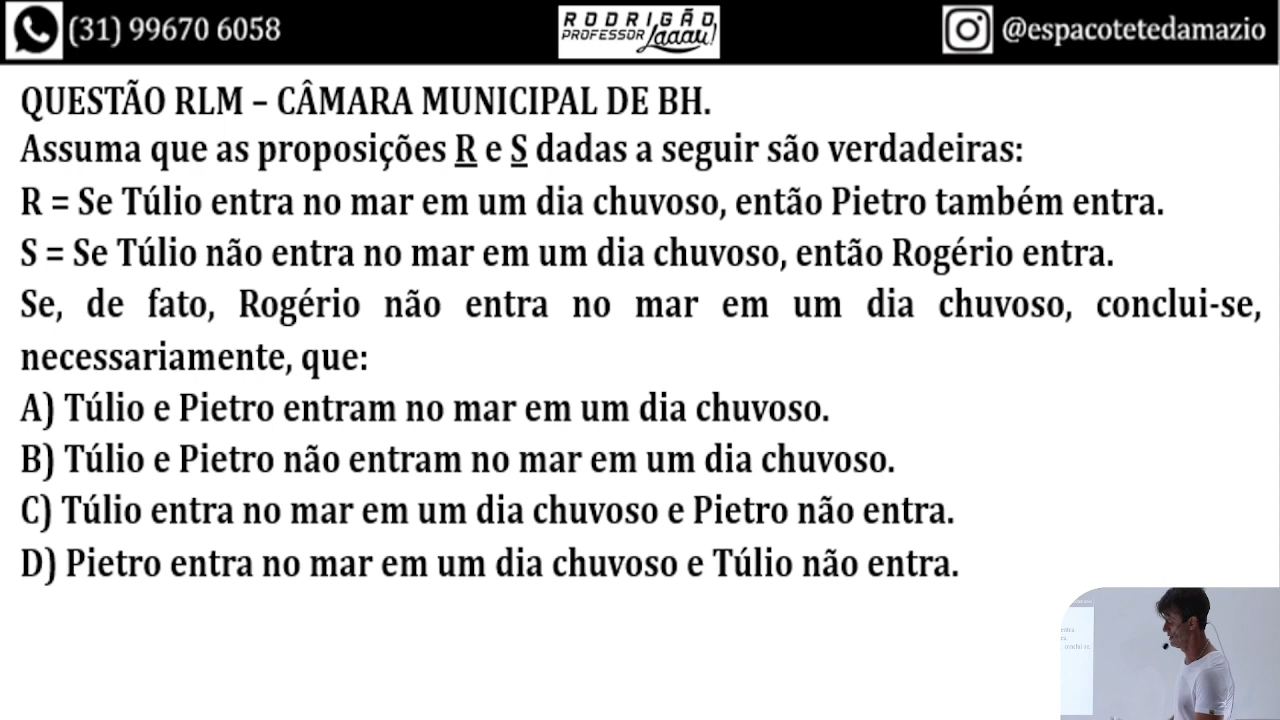 (31) 99670 6058
RODRIGÃO
PROFESSOR Laaau!
@espacotetedamazio
QUESTÃO RLM – CÂMARA MUNICIPAL DE BH.
Assuma que as proposições R e S dadas a seguir são verdadeiras:
R = Se Túlio entra no mar em um dia chuvoso, então Pietro também entra.
S = Se Túlio não entra no mar em um dia chuvoso, então Rogério entra.
Se, de fato, Rogério não entra no mar em um dia chuvoso, conclui-se,
necessariamente, que:
A) Túlio e Pietro entram no mar em um dia chuvoso.
B) Túlio e Pietro não entram no mar em um dia chuvoso.
C) Túlio entra no mar em um dia chuvoso e Pietro não entra.
D) Pietro entra no mar em um dia chuvoso e Túlio não entra.